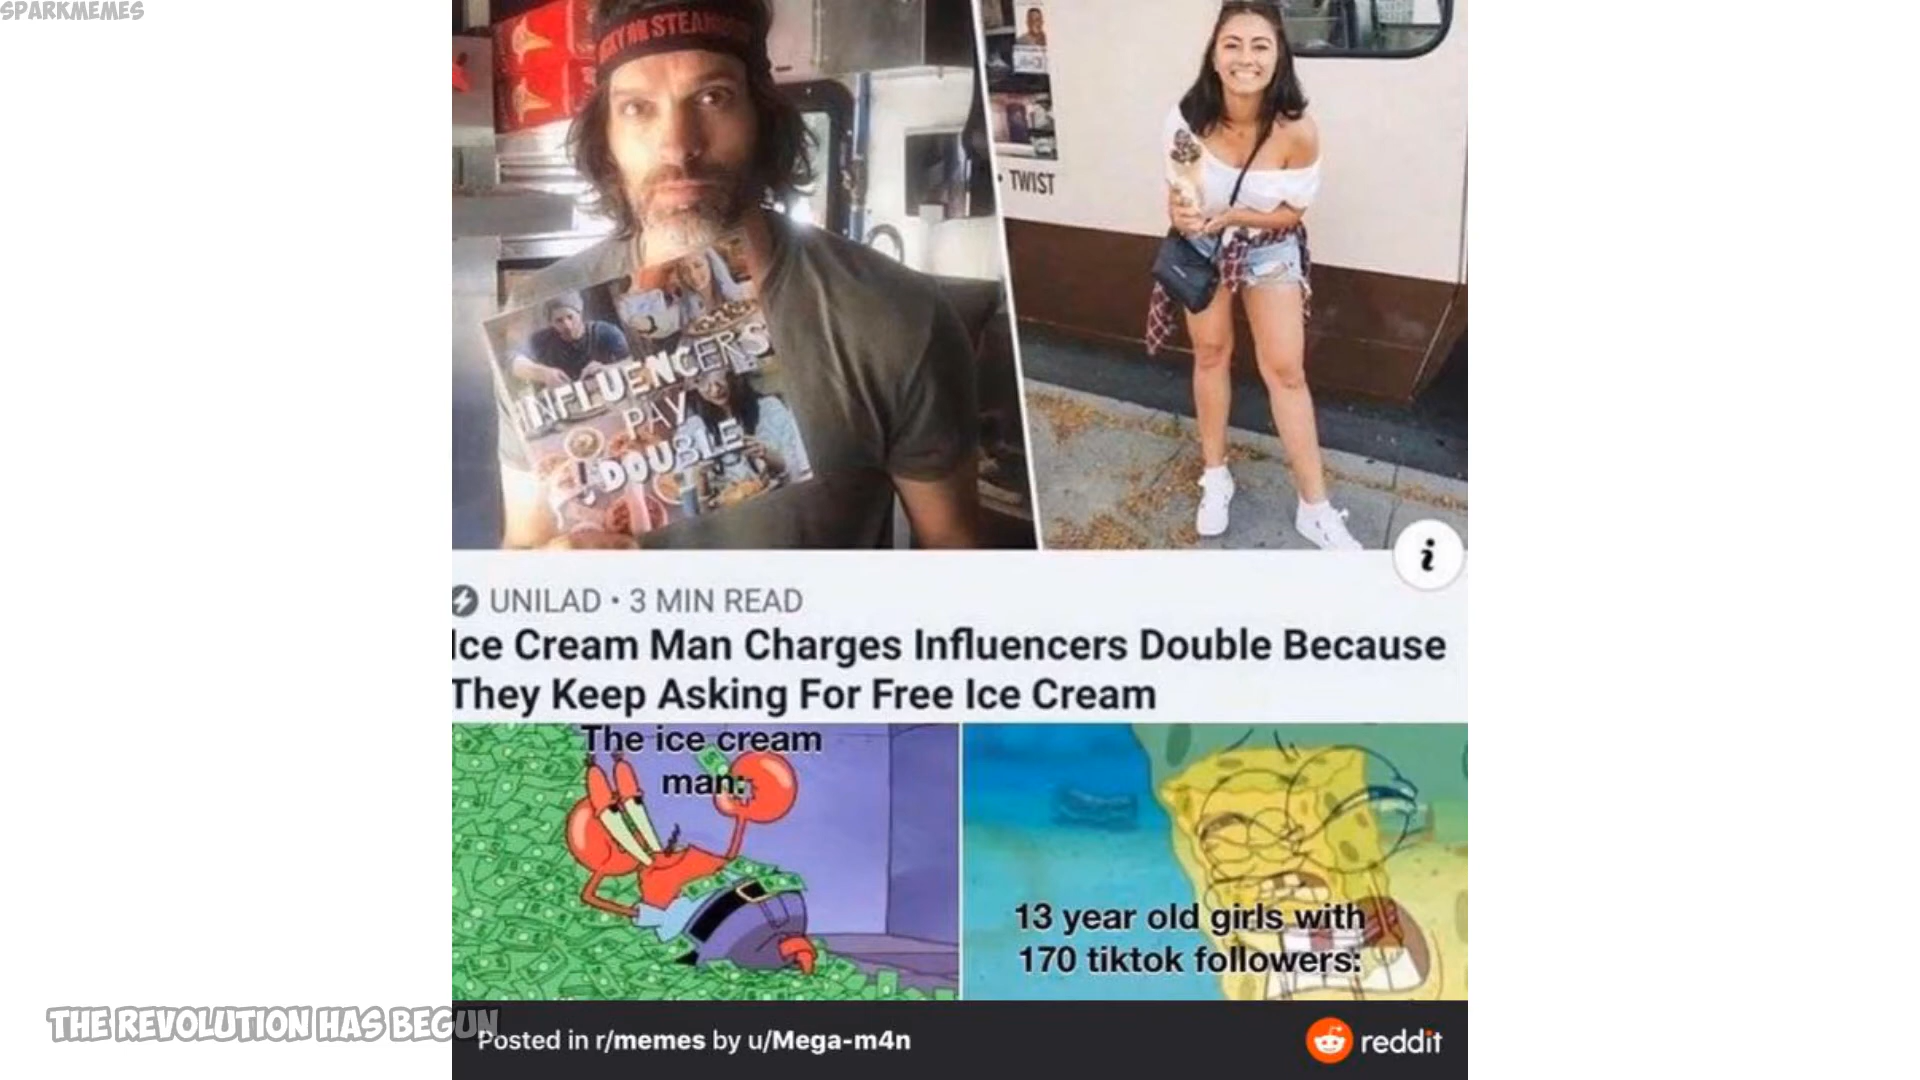 SPARKMEMES
TWIST
INFLUENCERS
PAY
DOUBLE
UNILAD • 3 MIN READ
Ice Cream Man Charges Influencers Double Because
They Keep Asking For Free Ice Cream
The ice cream
man:
13 year old girls with
170 tiktok followers:
THE REVOLUTION HAS BEGUN
Posted in r/memes by u/Mega-m4n
reddit